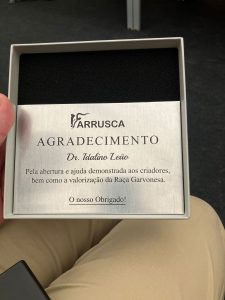 FARRUSCA
AGRADECIMENTO
Dr. Idalino Leão
Pela abertura e ajuda demonstrada aos criadores,
bem como a valorização da Raça Garvonesa.
O nosso Obrigado!